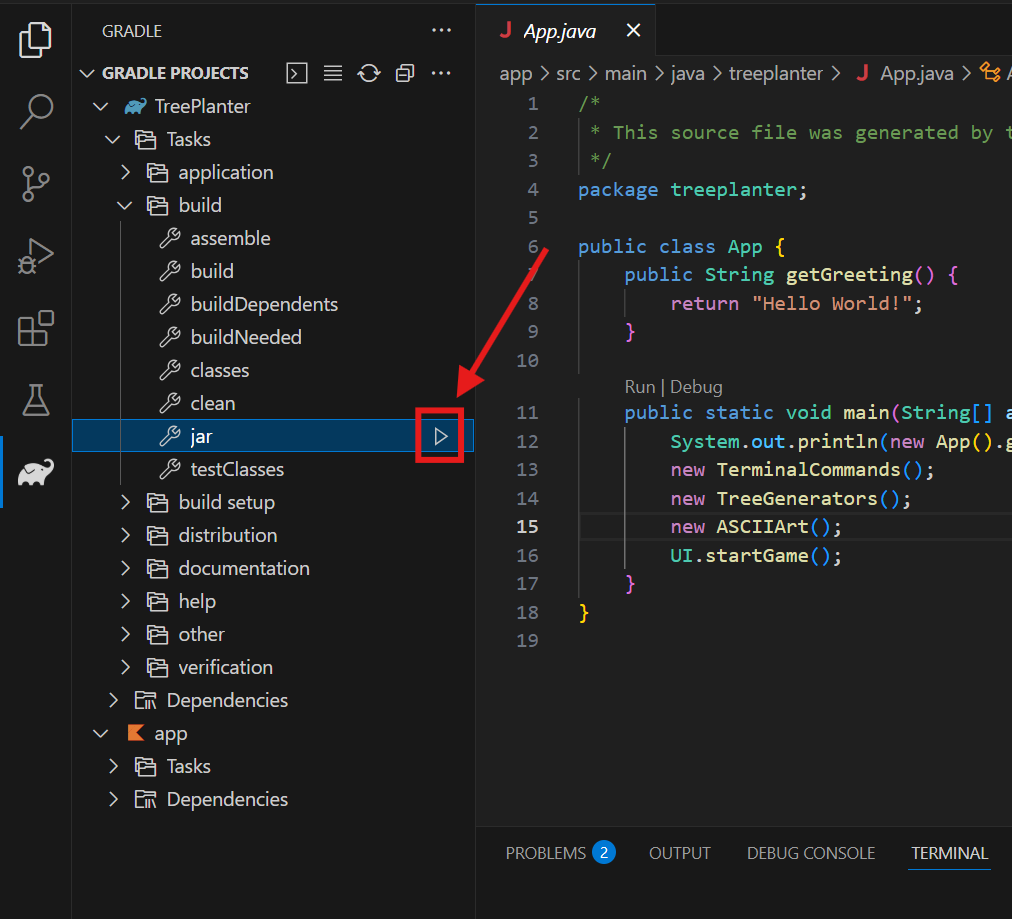 GRADLE
GRADLE PROJECTS
TreePlanter
Tasks
application
build
assemble
build
buildDependents
buildNeeded
classes
clean
jar
testClasses
build setup
distribution
documentation
help
other
verification
Dependencies
app
Tasks
Dependencies
J App.java
app > src > main > java > treeplanter > J App.java >
1 /*
2 * This source file was generated by
3 */
4 package treeplanter;
5
6 public class App {
7 public String getGreeting() {
8 return "Hello World!";
9 }
10
Run | Debug
11 public static void main(String[]
12 System.out.println(new App().
13 new TerminalCommands();
14 new TreeGenerators();
15 new ASCIIArt();
16 UI.startGame();
17 }
18 }
19
PROBLEMS 2 OUTPUT DEBUG CONSOLE TERMINAL